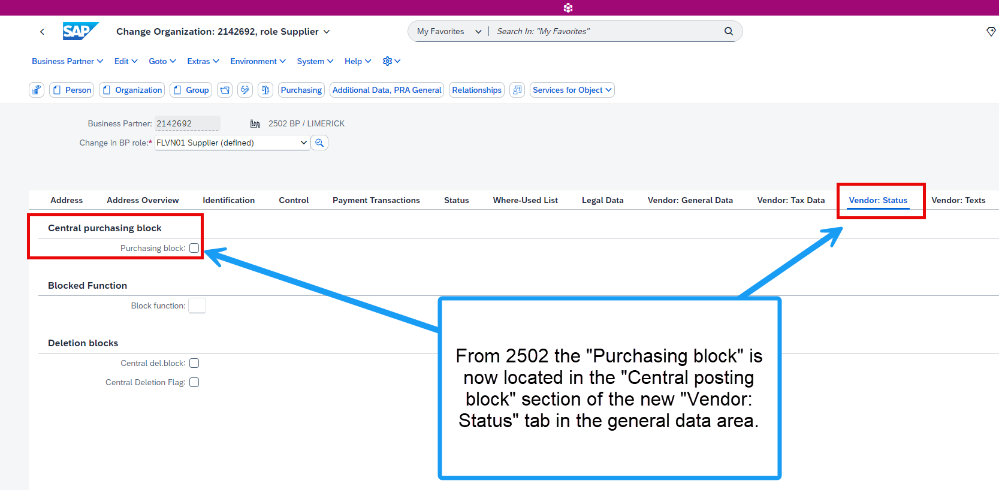 SAP
Change Organization: 2142692, role Supplier
My Favorites
Search In: "My Favorites"
Business Partner Edit Goto Extras Environment System Help
Person Organization Group Purchasing Additional Data, PRA General Relationships Services for Object
Business Partner: 2142692 2502 BP / LIMERICK
Change in BP role:* FLVN01 Supplier (defined)
Address Address Overview Identification Control Payment Transactions Status Where-Used List Legal Data Vendor: General Data Vendor: Tax Data Vendor: Status Vendor: Texts
Central purchasing block
Purchasing block:
Blocked Function
Block function:
Deletion blocks
Central del.block:
Central Deletion Flag:
From 2502 the "Purchasing block" is
now located in the "Central posting
block" section of the new "Vendor:
Status" tab in the general data area.